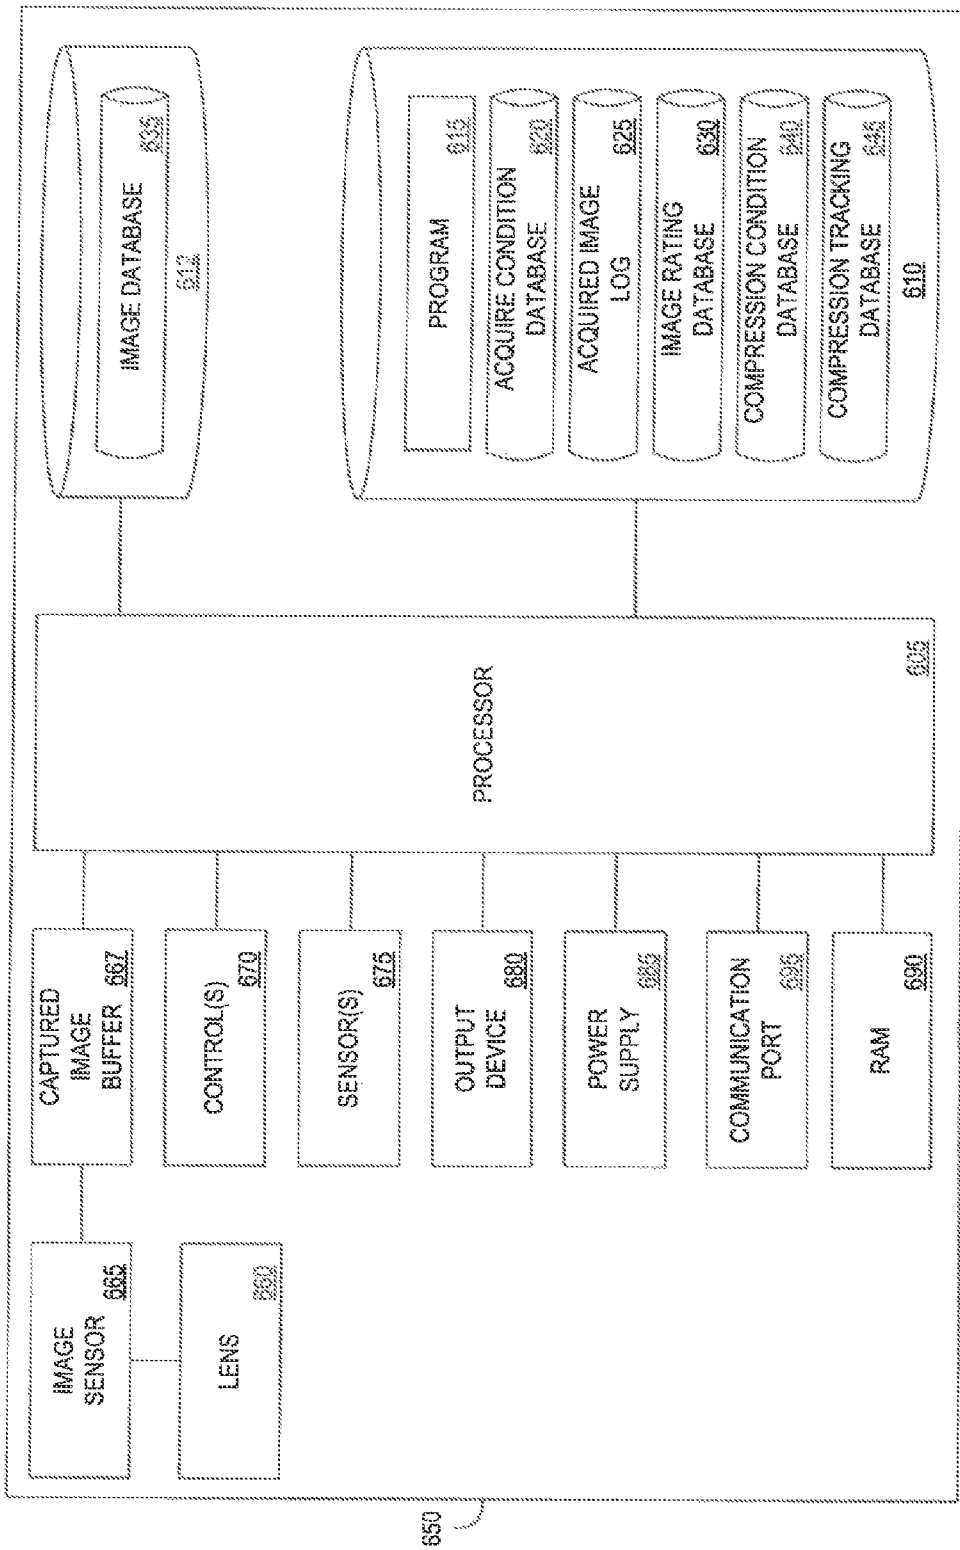 650
IMAGE
SENSOR
665
LENS
660
CAPTURED
IMAGE
BUFFER
667
CONTROL(S)
670
SENSOR(S)
675
OUTPUT
DEVICE
680
POWER
SUPPLY
685
COMMUNICATION
PORT
695
RAM
690
PROCESSOR
605
IMAGE DATABASE
635
612
PROGRAM
615
ACQUIRE CONDITION
DATABASE
620
ACQUIRED IMAGE
LOG
625
IMAGE RATING
DATABASE
630
COMPRESSION CONDITION
DATABASE
640
COMPRESSION TRACKING
DATABASE
645
610